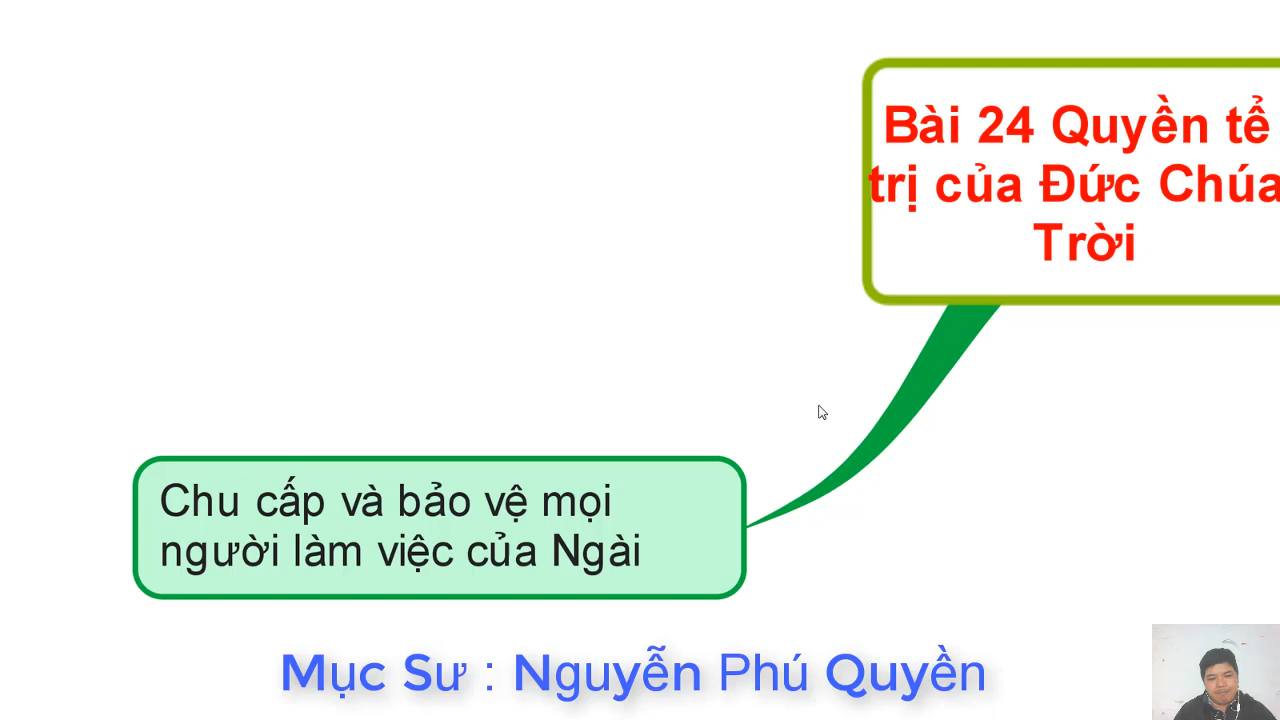 Bài 24 Quyền tể
trị của Đức Chúa
Trời
Chu cấp và bảo vệ mọi
người làm việc của Ngài
Mục Sư : Nguyễn Phú Quyền